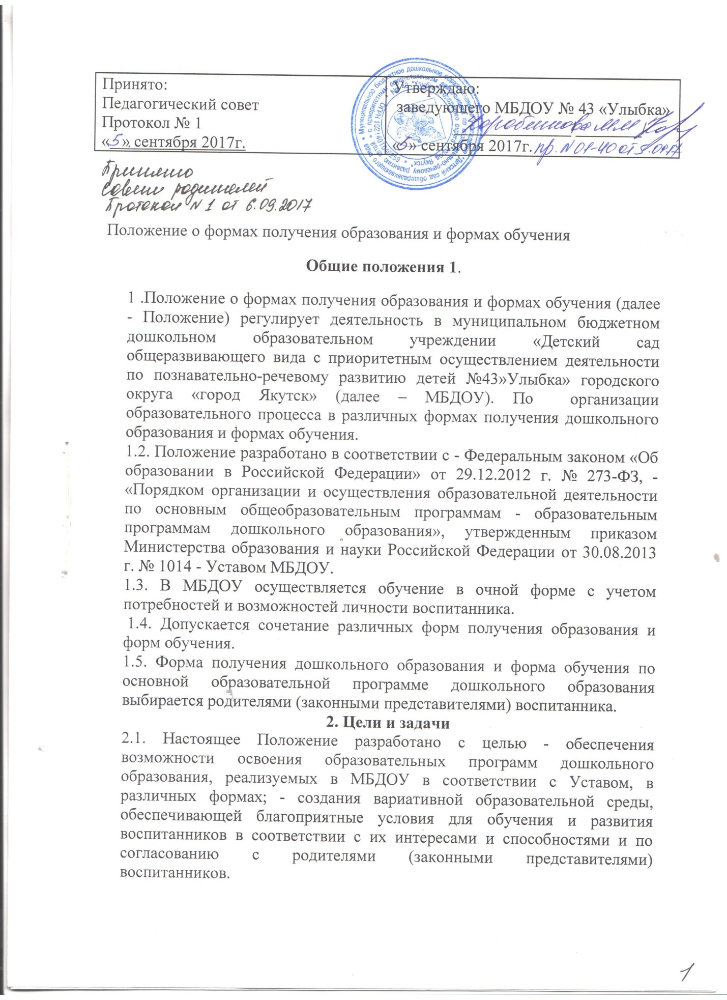 Принято:
Педагогический совет
Протокол № 1
«5» сентября 2017г.
Утверждаю:
заведующего МБДОУ № 43 «Улыбка»
«5» сентября 2017г. пр. N 01-40 от 5.09.17
Принято
Совет родителей
Протокол N 1 от 6.09.2017
Положение о формах получения образования и формах обучения
Общие положения 1.
1 .Положение о формах получения образования и формах обучения (далее
- Положение) регулирует деятельность в муниципальном бюджетном
дошкольном образовательном учреждении «Детский сад
общеразвивающего вида с приоритетным осуществлением деятельности
по познавательно-речевому развитию детей №43»Улыбка» городского
округа «город Якутск» (далее – МБДОУ). По организации
образовательного процесса в различных формах получения дошкольного
образования и формах обучения.
1.2. Положение разработано в соответствии с - Федеральным законом «Об
образовании в Российской Федерации» от 29.12.2012 г. № 273-ФЗ, -
«Порядком организации и осуществления образовательной деятельности
по основным общеобразовательным программам - образовательным
программам дошкольного образования», утвержденным приказом
Министерства образования и науки Российской Федерации от 30.08.2013
г. № 1014 - Уставом МБДОУ.
1.3. В МБДОУ осуществляется обучение в очной форме с учетом
потребностей и возможностей личности воспитанника.
1.4. Допускается сочетание различных форм получения образования и
форм обучения.
1.5. Форма получения дошкольного образования и форма обучения по
основной образовательной программе дошкольного образования
выбирается родителями (законными представителями) воспитанника.
2. Цели и задачи
2.1. Настоящее Положение разработано с целью - обеспечения
возможности освоения образовательных программ дошкольного
образования, реализуемых в МБДОУ в соответствии с Уставом, в
различных формах; - создания вариативной образовательной среды,
обеспечивающей благоприятные условия для обучения и развития
воспитанников в соответствии с их интересами и способностями и по
согласованию с родителями (законными представителями)
воспитанников.
1